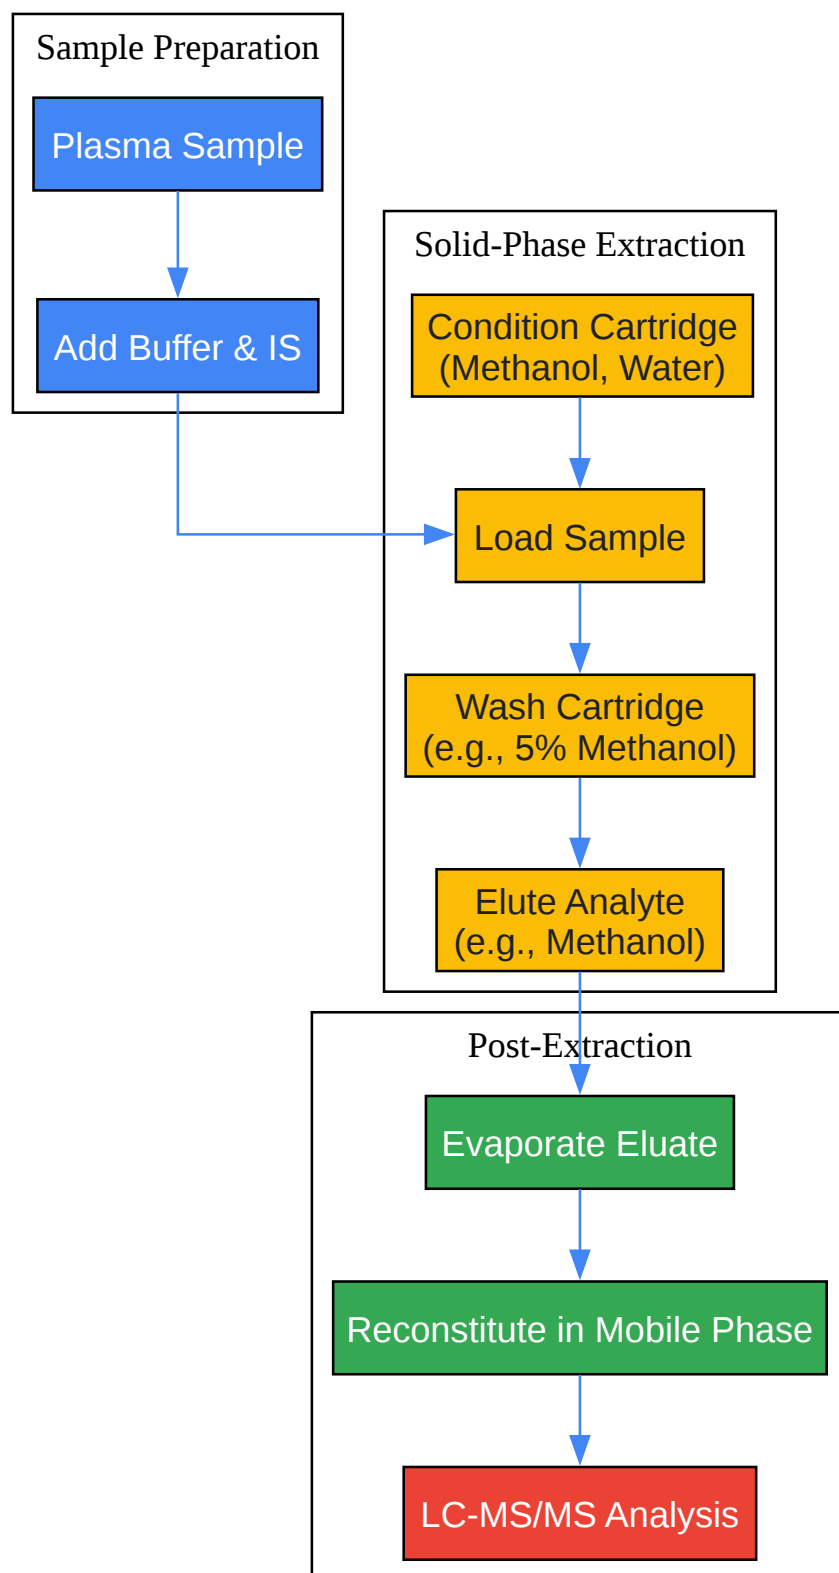 Sample Preparation
Plasma Sample
Add Buffer & IS
Solid-Phase Extraction
Condition Cartridge
(Methanol, Water)
Load Sample
Wash Cartridge
(e.g., 5% Methanol)
Elute Analyte
(e.g., Methanol)
Post-Extraction
Evaporate Eluate
Reconstitute in Mobile Phase
LC-MS/MS Analysis